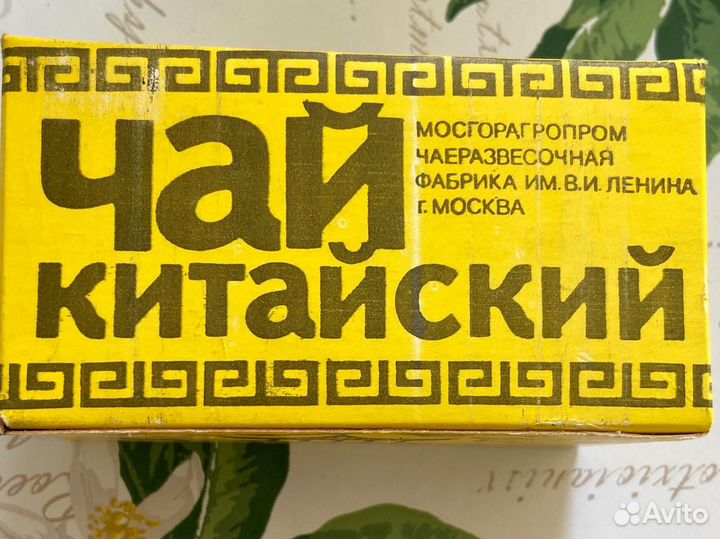 чай
МОСГОРАГРОПРОМ
ЧАЕРАЗВЕСОЧНАЯ
ФАБРИКА ИМ. В.И. ЛЕНИНА
г. МОСКВА
китайский
Avito